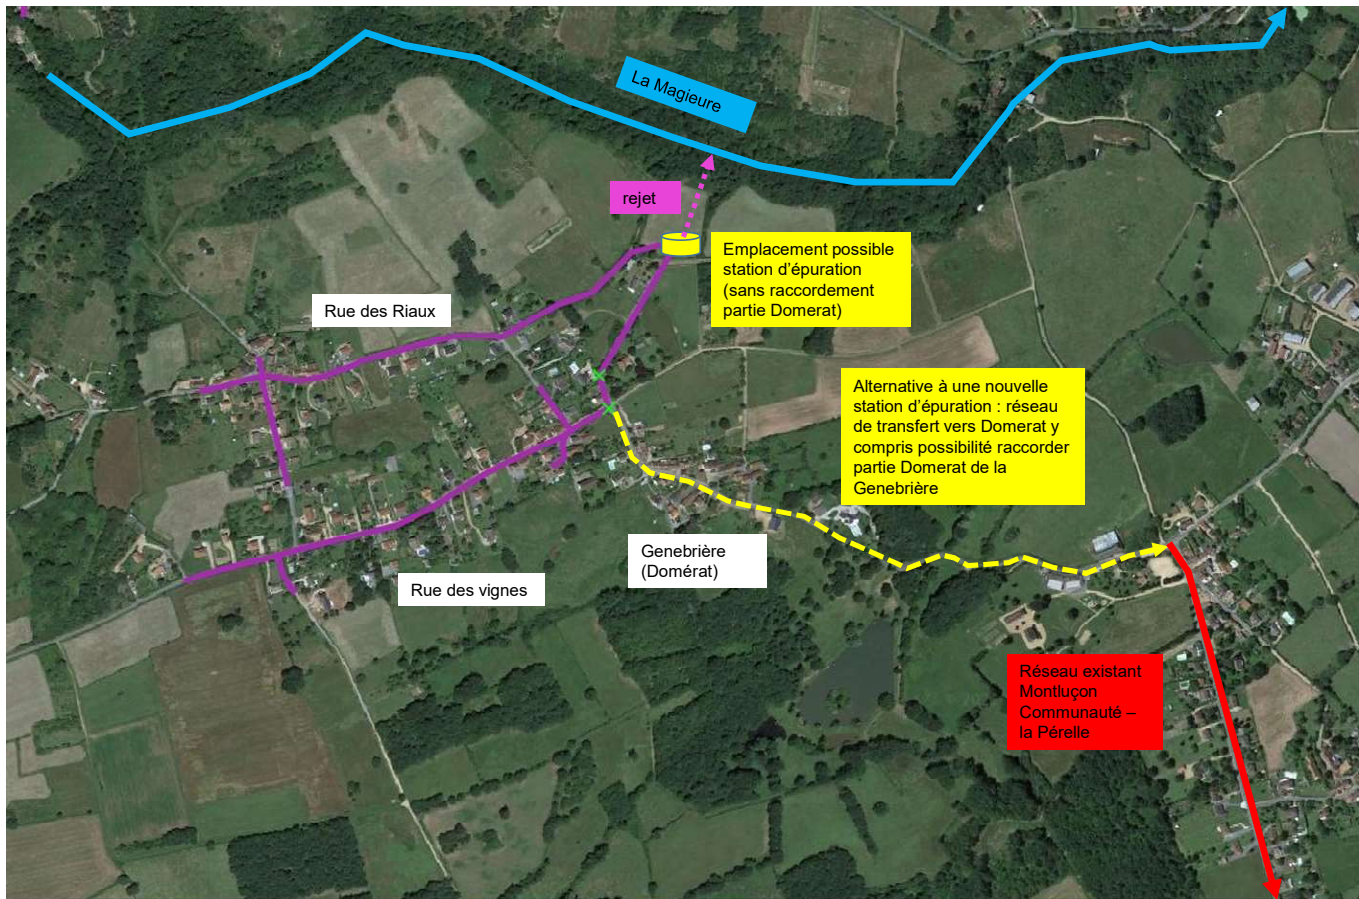 La Magieure
rejet
Emplacement possible
station d'épuration
(sans raccordement
partie Domerat)
Rue des Riaux
Alternative à une nouvelle
station d'épuration : réseau
de transfert vers Domerat y
compris possibilité raccorder
partie Domerat de la
Genebrière
Genebrière
(Domérat)
Rue des vignes
Réseau existant
Montluçon
Communauté –
la Pérelle